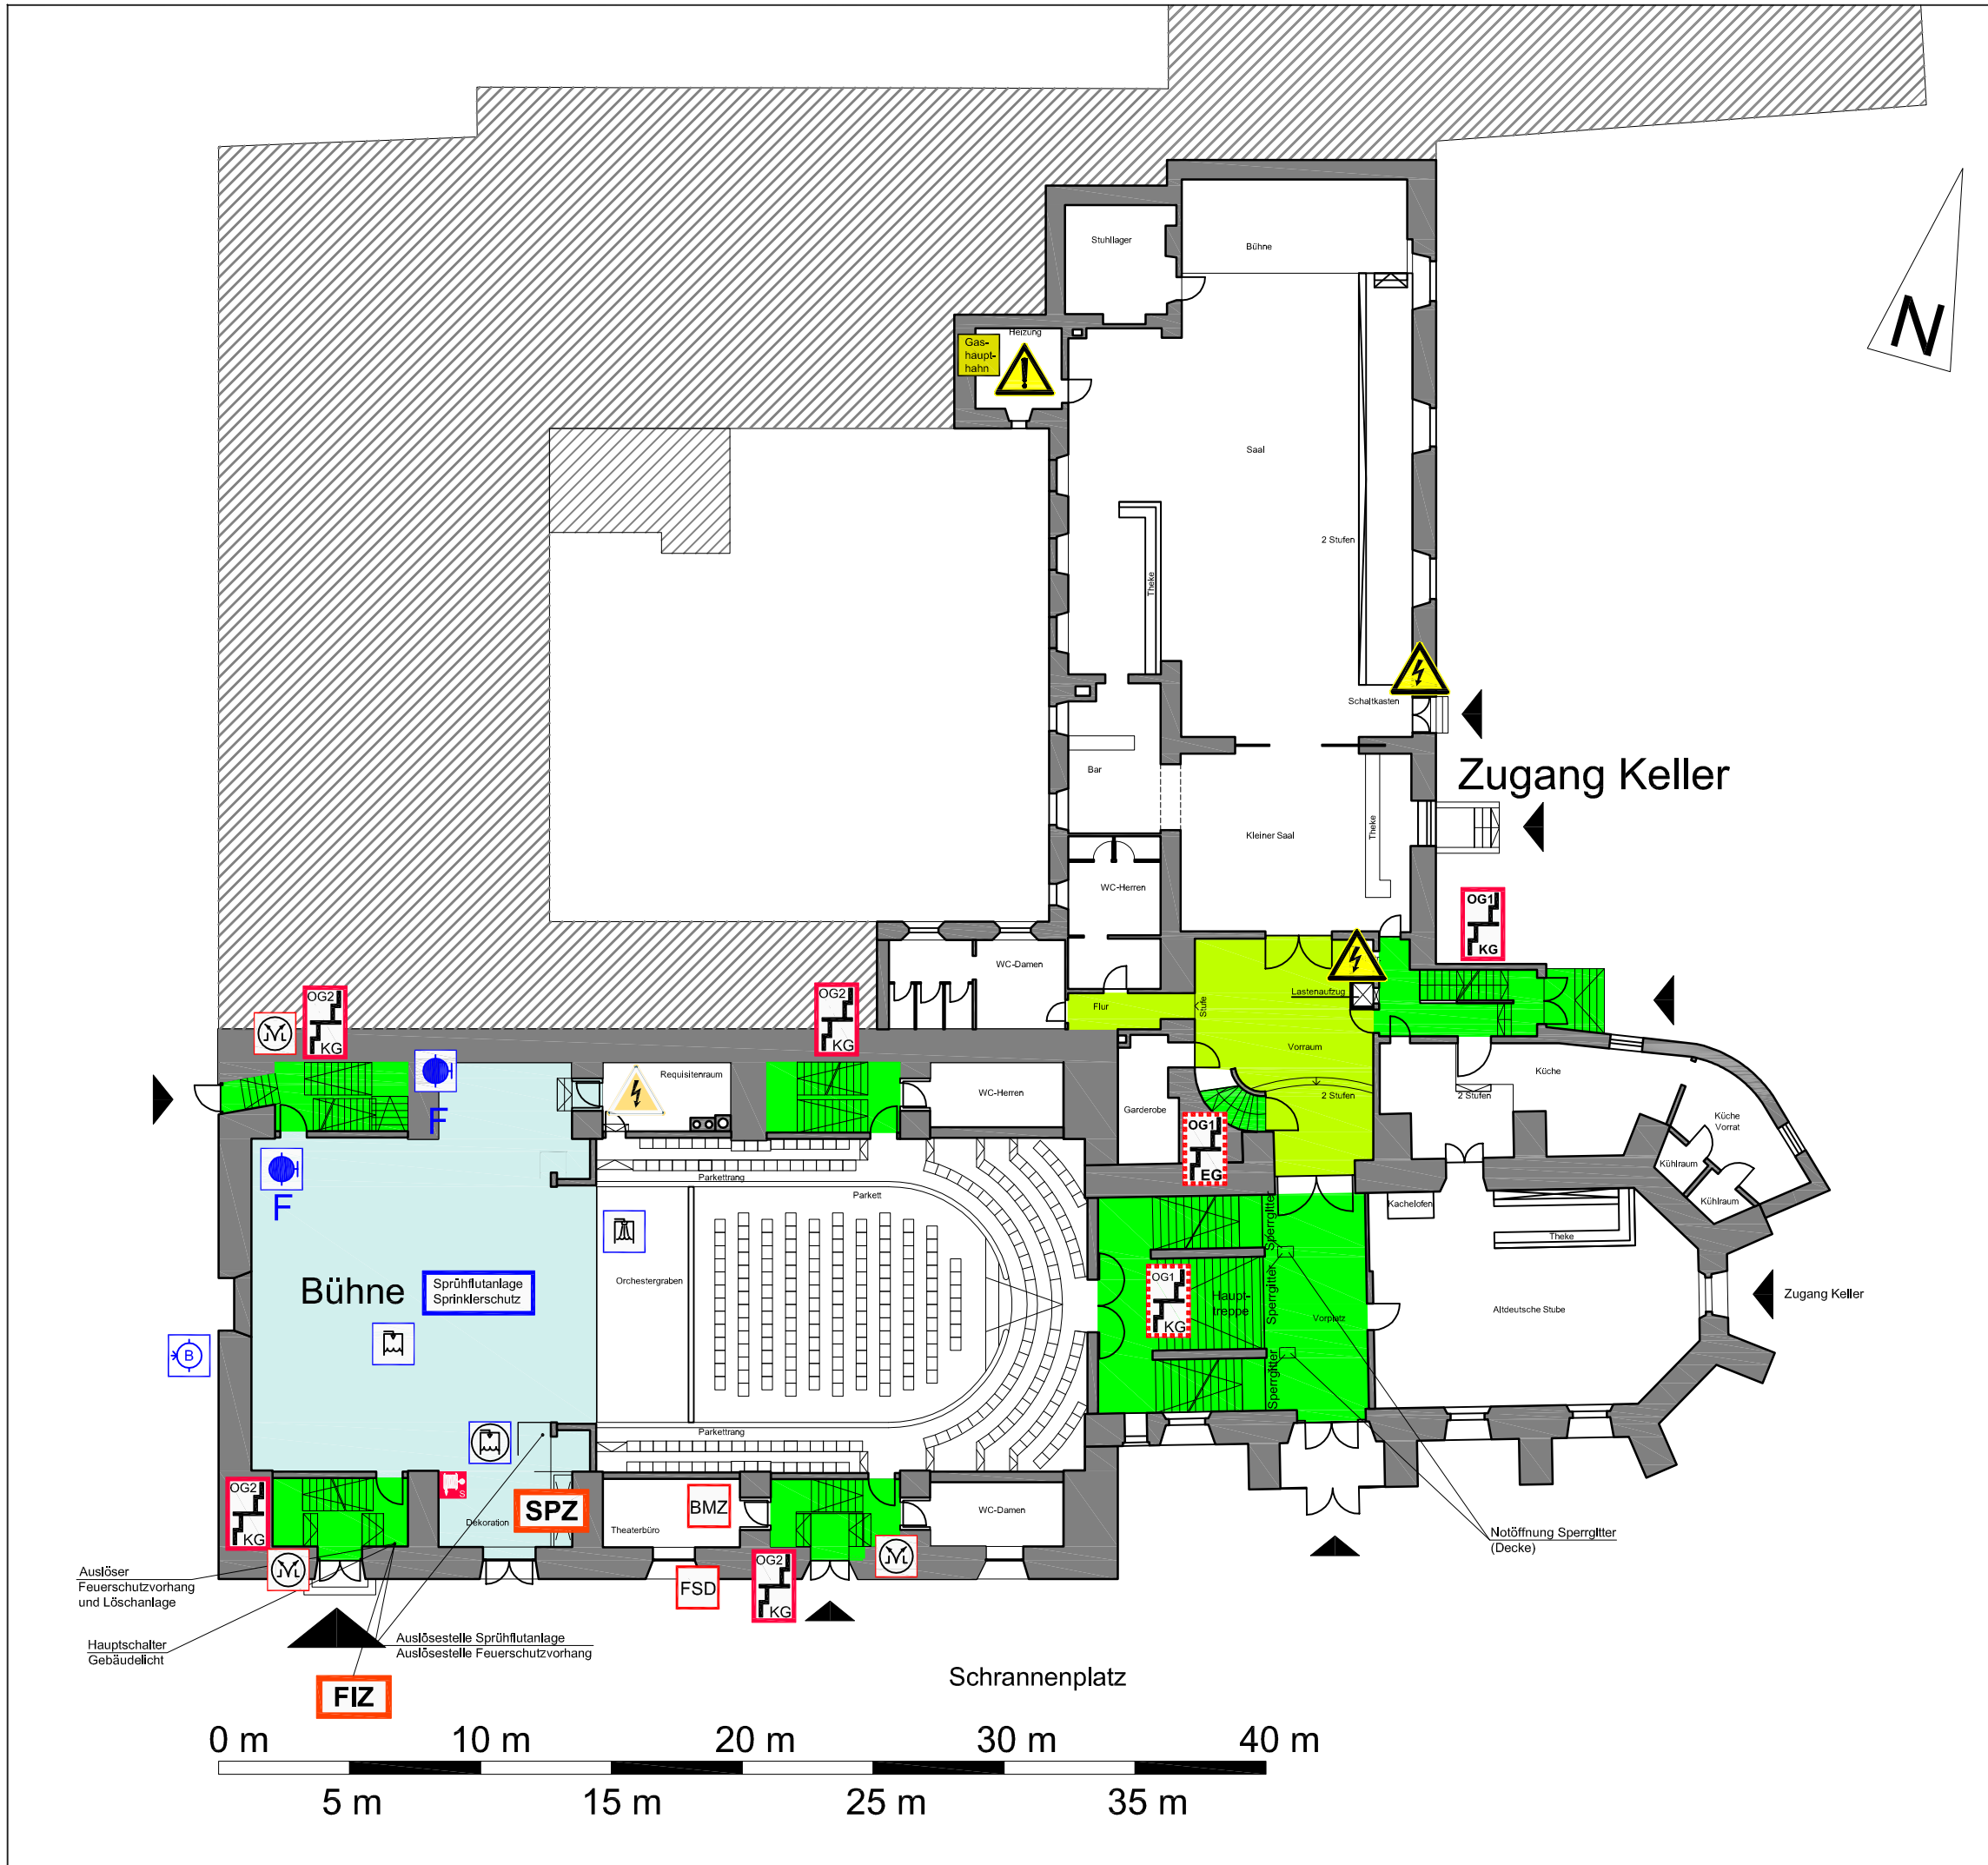 Stuhllager
Bühne
N
Heizung
Gas-
haupt-
hahn
Saal
2 Stufen
Theke
Schaltkasten
Zugang Keller
Bar
Kleiner Saal
Theke
WC-Herren
OG1
KG
WC-Damen
Lastenaufzug
Flur
Stufe
Vorraum
OG2
KG
OG2
KG
F
Requisitenraum
WC-Herren
Garderobe
2 Stufen
OG1
EG
Küche
2 Stufen
Küche
Vorrat
Kühlraum
Kühlraum
F
Parkettrang
Parkett
Kachelofen
Theke
Sperrgitter
Sperrgitter
Sperrgitter
Bühne
Sprühflutanlage
Sprinklerschutz
Orchestergraben
OG1
KG
Haupt-
treppe
Vorplatz
Altdeutsche Stube
Zugang Keller
B
Parkettrang
OG2
KG
S
Dekoration
SPZ
Theaterbüro
BMZ
WC-Damen
Notöffnung Sperrgitter
(Decke)
Auslöser
Feuerschutzvorhang
und Löschanlage
FSD
OG2
KG
Hauptschalter
Gebäudelicht
Auslösestelle Sprühflutanlage
Auslösestelle Feuerschutzvorhang
FIZ
Schrannenplatz
0 m 10 m 20 m 30 m 40 m
5 m 15 m 25 m 35 m